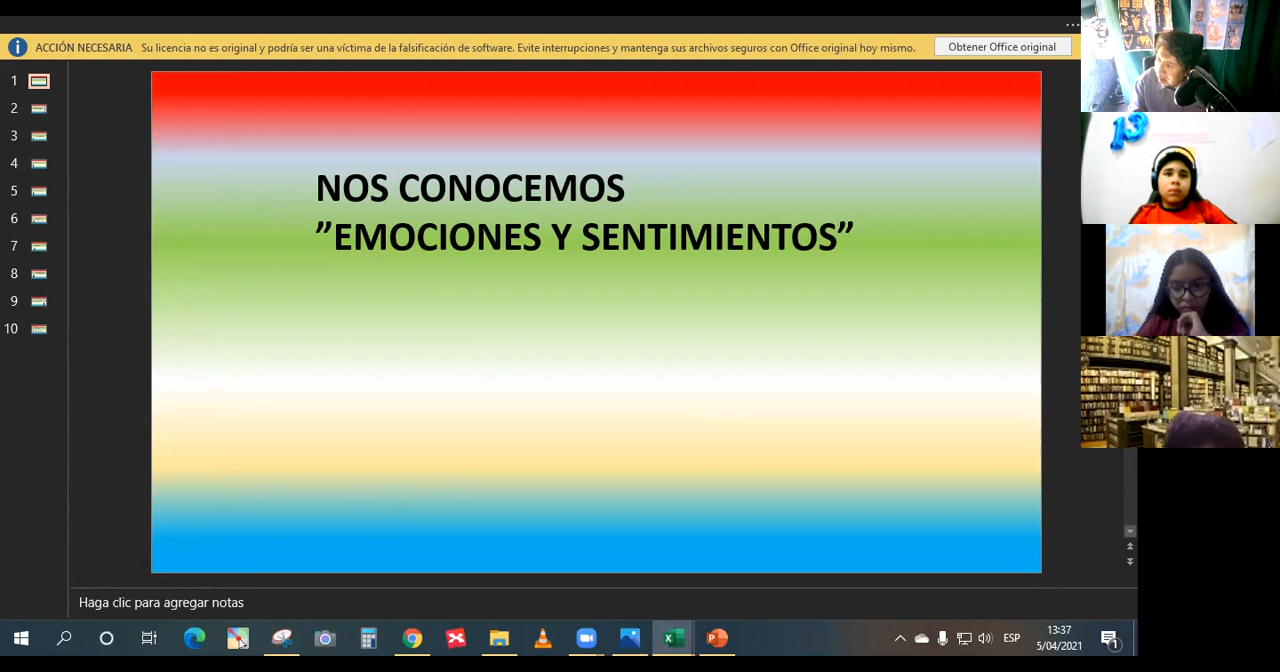 ACCIÓN NECESARIA Su licencia no es original y podría ser una víctima de la falsificación de software. Evite interrupciones y mantenga sus archivos seguros con Office original hoy mismo. Obtener Office original
1
2
3
4
5
6
7
8
9
10
NOS CONOCEMOS
”EMOCIONES Y SENTIMIENTOS”
13
Haga clic para agregar notas
ESP
13:37
5/04/2021
1